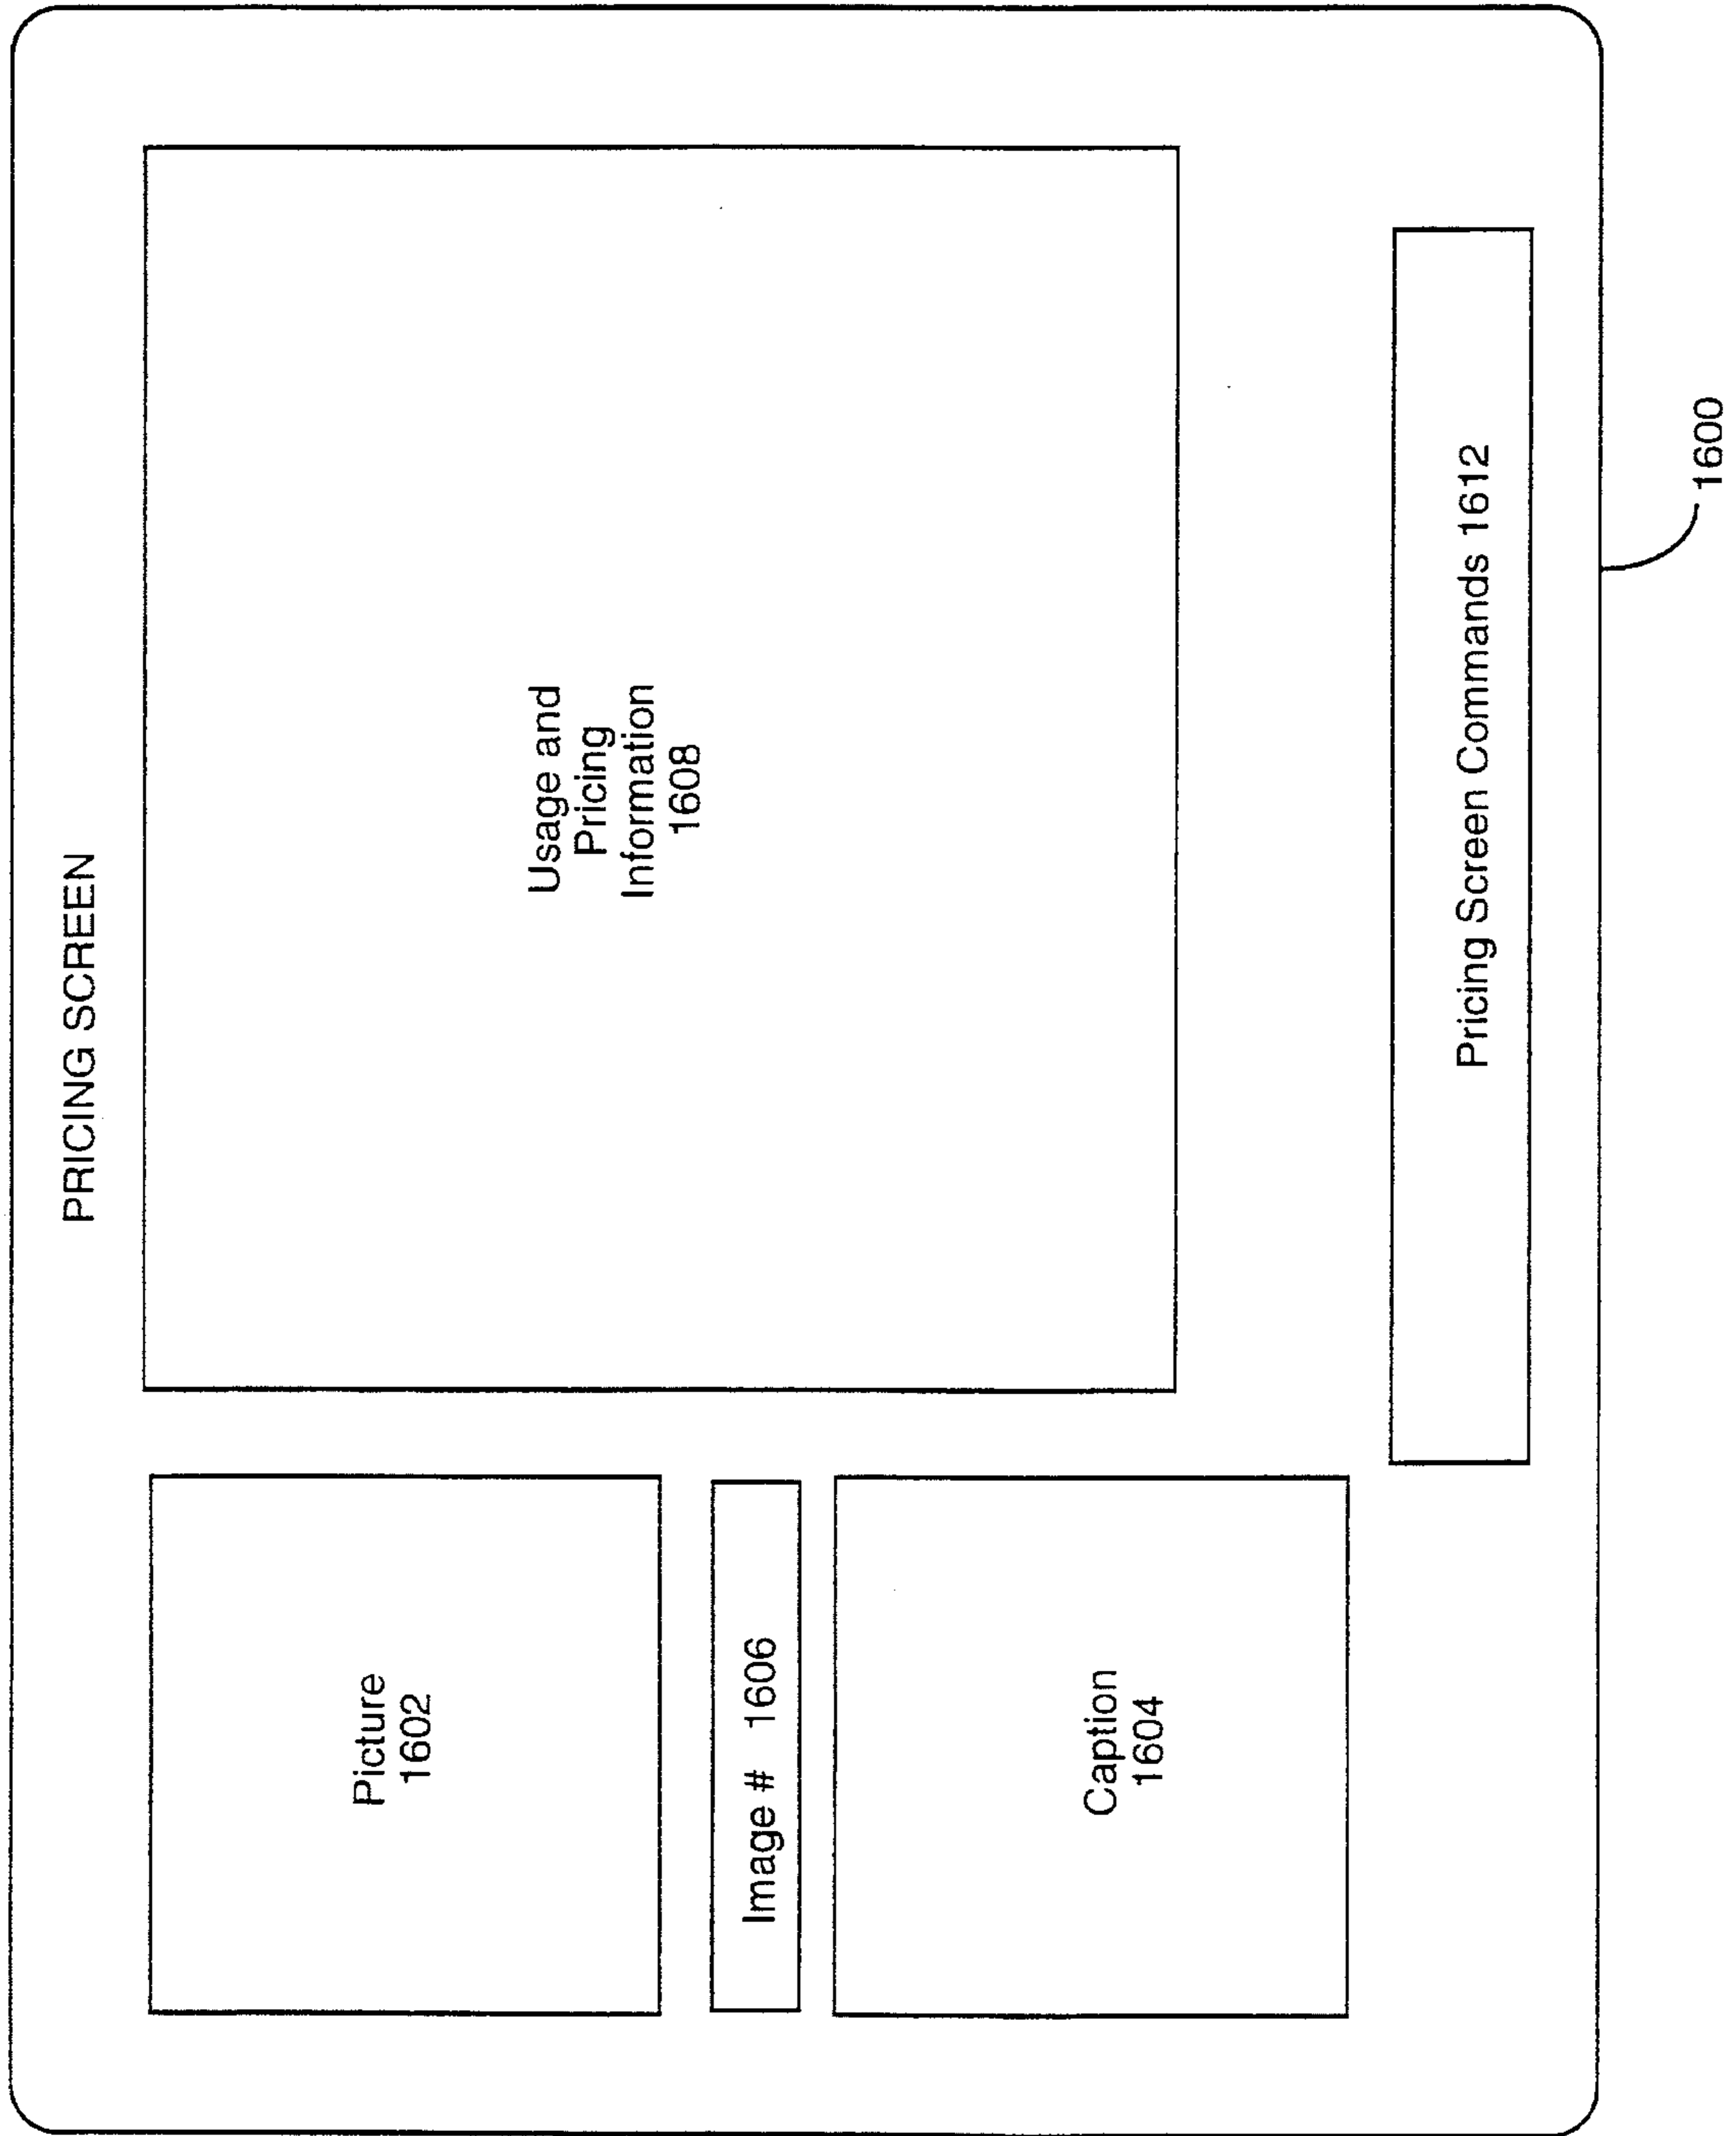 PRICING SCREEN
Picture
1602
Image # 1606
Caption
1604
Usage and
Pricing
Information
1608
Pricing Screen Commands 1612
1600